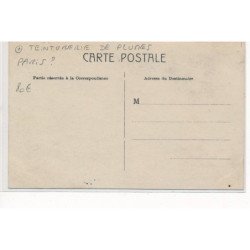 @ TEINTURERIE DE PLUMES
PARIS ?
CARTE POSTALE
Partie réservée à la Correspondance
Adresse du Destinataire
M